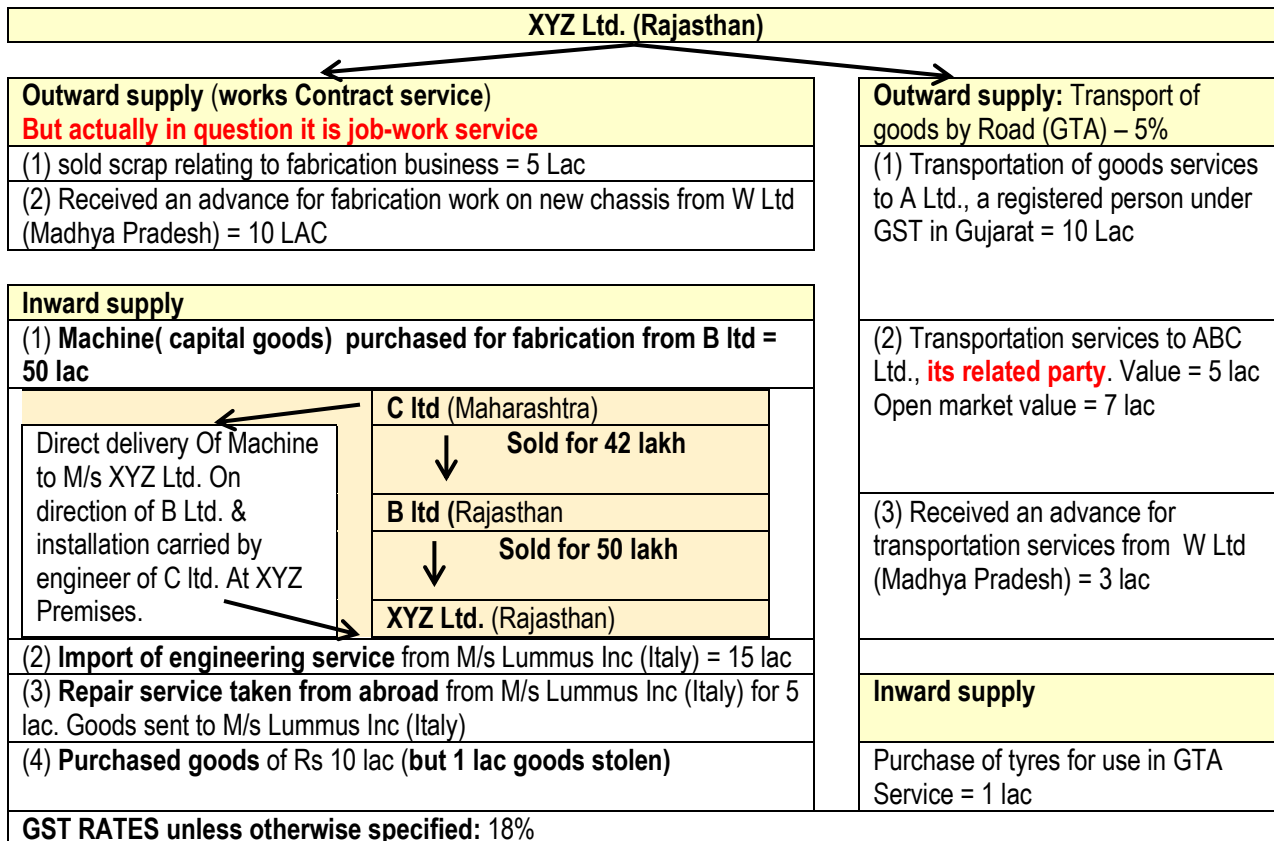 XYZ Ltd. (Rajasthan)
Outward supply (works Contract service)
But actually in question it is job-work service
(1) sold scrap relating to fabrication business = 5 Lac
(2) Received an advance for fabrication work on new chassis from W Ltd
(Madhya Pradesh) = 10 LAC
Inward supply
(1) Machine( capital goods) purchased for fabrication from B ltd =
50 lac
Direct delivery Of Machine
to M/s XYZ Ltd. On
direction of B Ltd. &
installation carried by
engineer of C ltd. At XYZ
Premises.
C ltd (Maharashtra)
Sold for 42 lakh
B ltd (Rajasthan
Sold for 50 lakh
XYZ Ltd. (Rajasthan)
(2) Import of engineering service from M/s Lummus Inc (Italy) = 15 lac
(3) Repair service taken from abroad from M/s Lummus Inc (Italy) for 5
lac. Goods sent to M/s Lummus Inc (Italy)
(4) Purchased goods of Rs 10 lac (but 1 lac goods stolen)
Outward supply: Transport of
goods by Road (GTA) – 5%
(1) Transportation of goods services
to A Ltd., a registered person under
GST in Gujarat = 10 Lac
(2) Transportation services to ABC
Ltd., its related party. Value = 5 lac
Open market value = 7 lac
(3) Received an advance for
transportation services from W Ltd
(Madhya Pradesh) = 3 lac
Inward supply
Purchase of tyres for use in GTA
Service = 1 lac
GST RATES unless otherwise specified: 18%